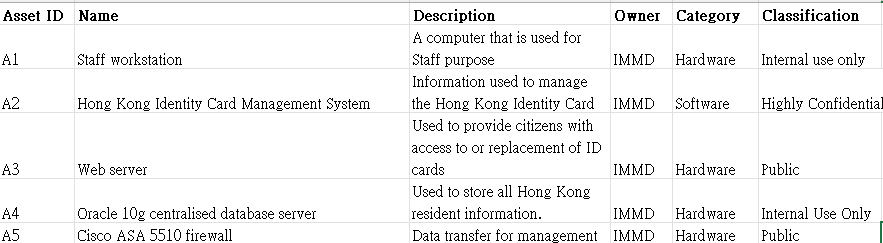 Asset ID Name Description Owner Category Classification
A computer that is used for
A1 Staff workstation Staff purpose IMMD Hardware Internal use only
Information used to manage
A2 Hong Kong Identity Card Management System the Hong Kong Identity Card IMMD Software Highly Confidential
Used to provide citizens with
access to or replacement of ID
A3 Web server cards IMMD Hardware Public
Used to store all Hong Kong
A4 Oracle 10g centralised database server resident information. IMMD Hardware Internal Use Only
A5 Cisco ASA 5510 firewall Data transfer for management IMMD Hardware Public